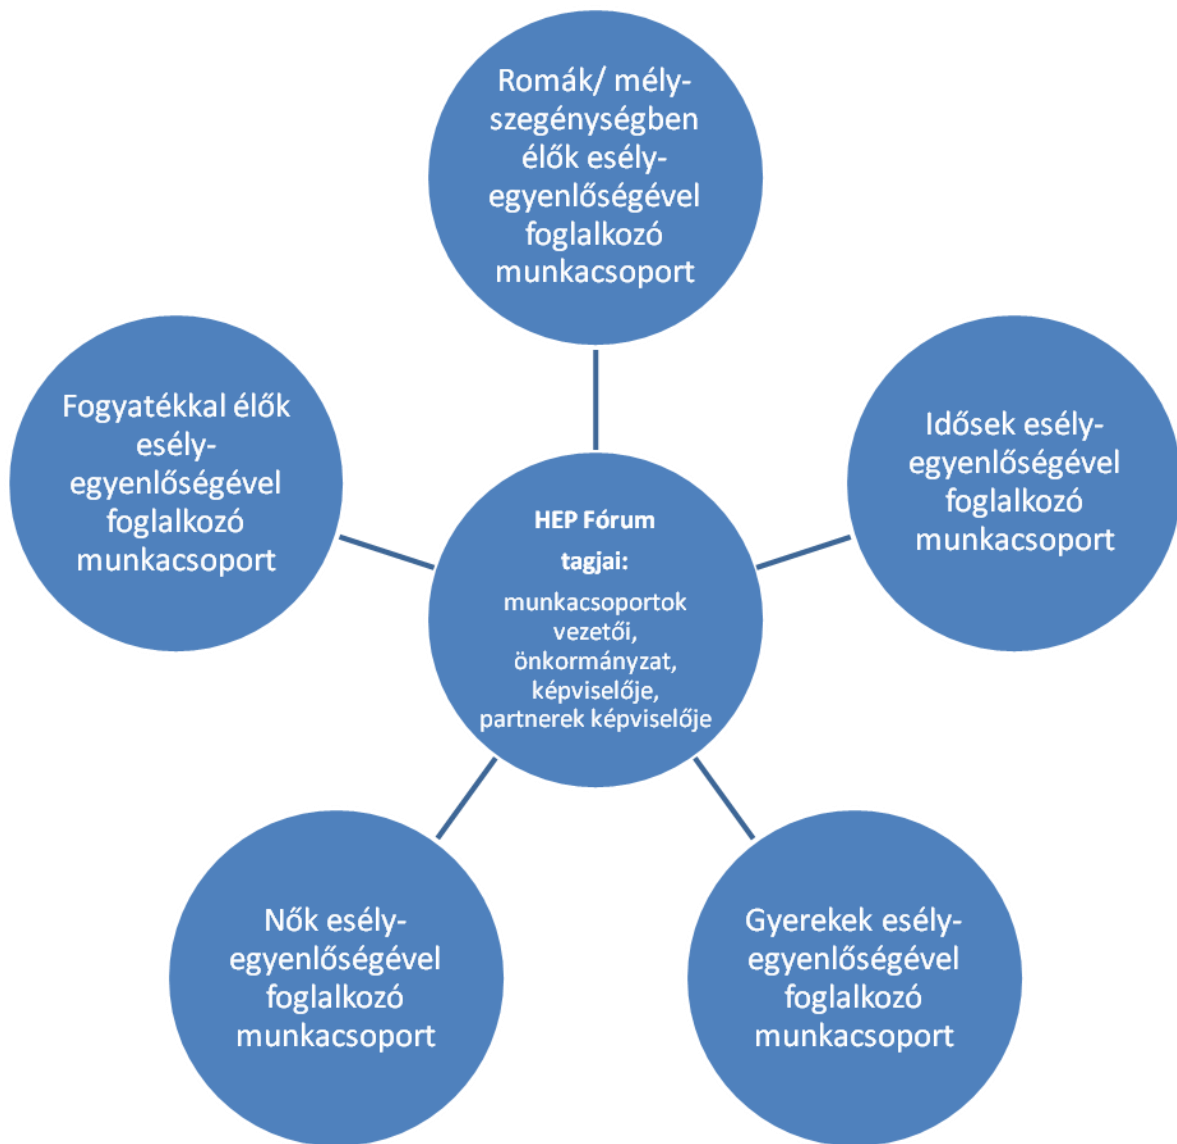 Romák/ mély-
szegénységben
élők esély-
egyenlőségével
foglalkozó
munkacsoport
Fogyatékkal élők
esély-
egyenlőségével
foglalkozó
munkacsoport
Idősek esély-
egyenlőségével
foglalkozó
munkacsoport
HEP Fórum
tagjai:
munkacsoportok
vezetői,
önkormányzat,
képviselője,
partnerek képviselője
Nők esély-
egyenlőségével
foglalkozó
munkacsoport
Gyerekek esély-
egyenlőségével
foglalkozó
munkacsoport